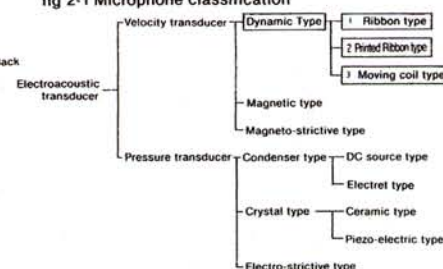 fig 2-1 Microphone classification
Velocity transducer
Dynamic Type
1 Ribbon type
2 Printed Ribbon type
3 Moving coil type
Electroacoustic
transducer
Magnetic type
Magneto-strictive type
Pressure transducer
Condenser type
DC source type
Electret type
Crystal type
Ceramic type
Piezo-electric type
Electro-strictive type